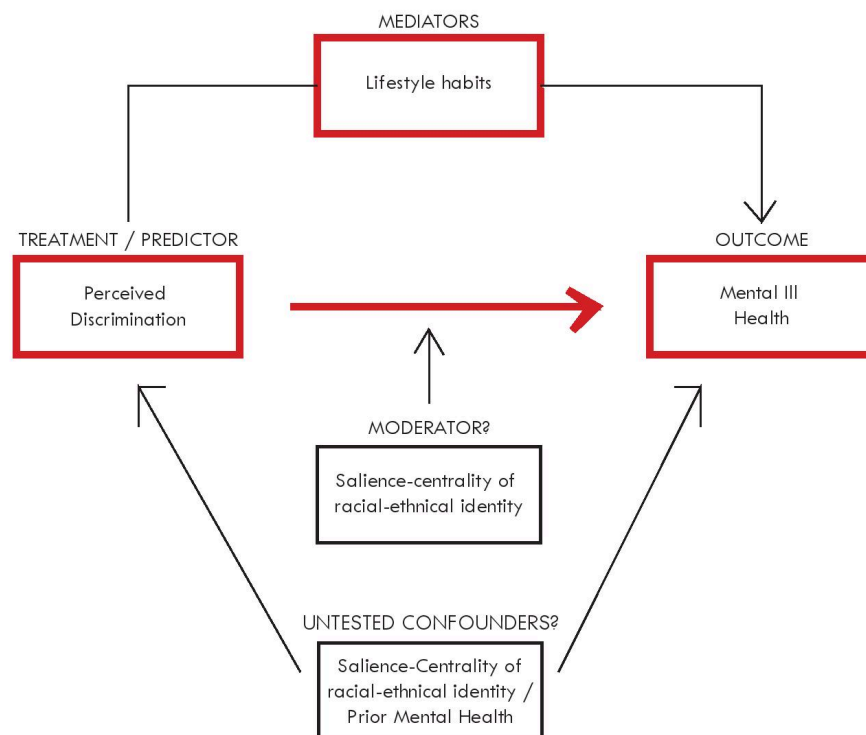 MEDIATORS
Lifestyle habits
TREATMENT / PREDICTOR
Perceived
Discrimination
OUTCOME
Mental Ill
Health
MODERATOR?
Salience-centrality of
racial-ethnical identity
UNTESTED CONFOUNDERS?
Salience-Centrality of
racial-ethnical identity /
Prior Mental Health